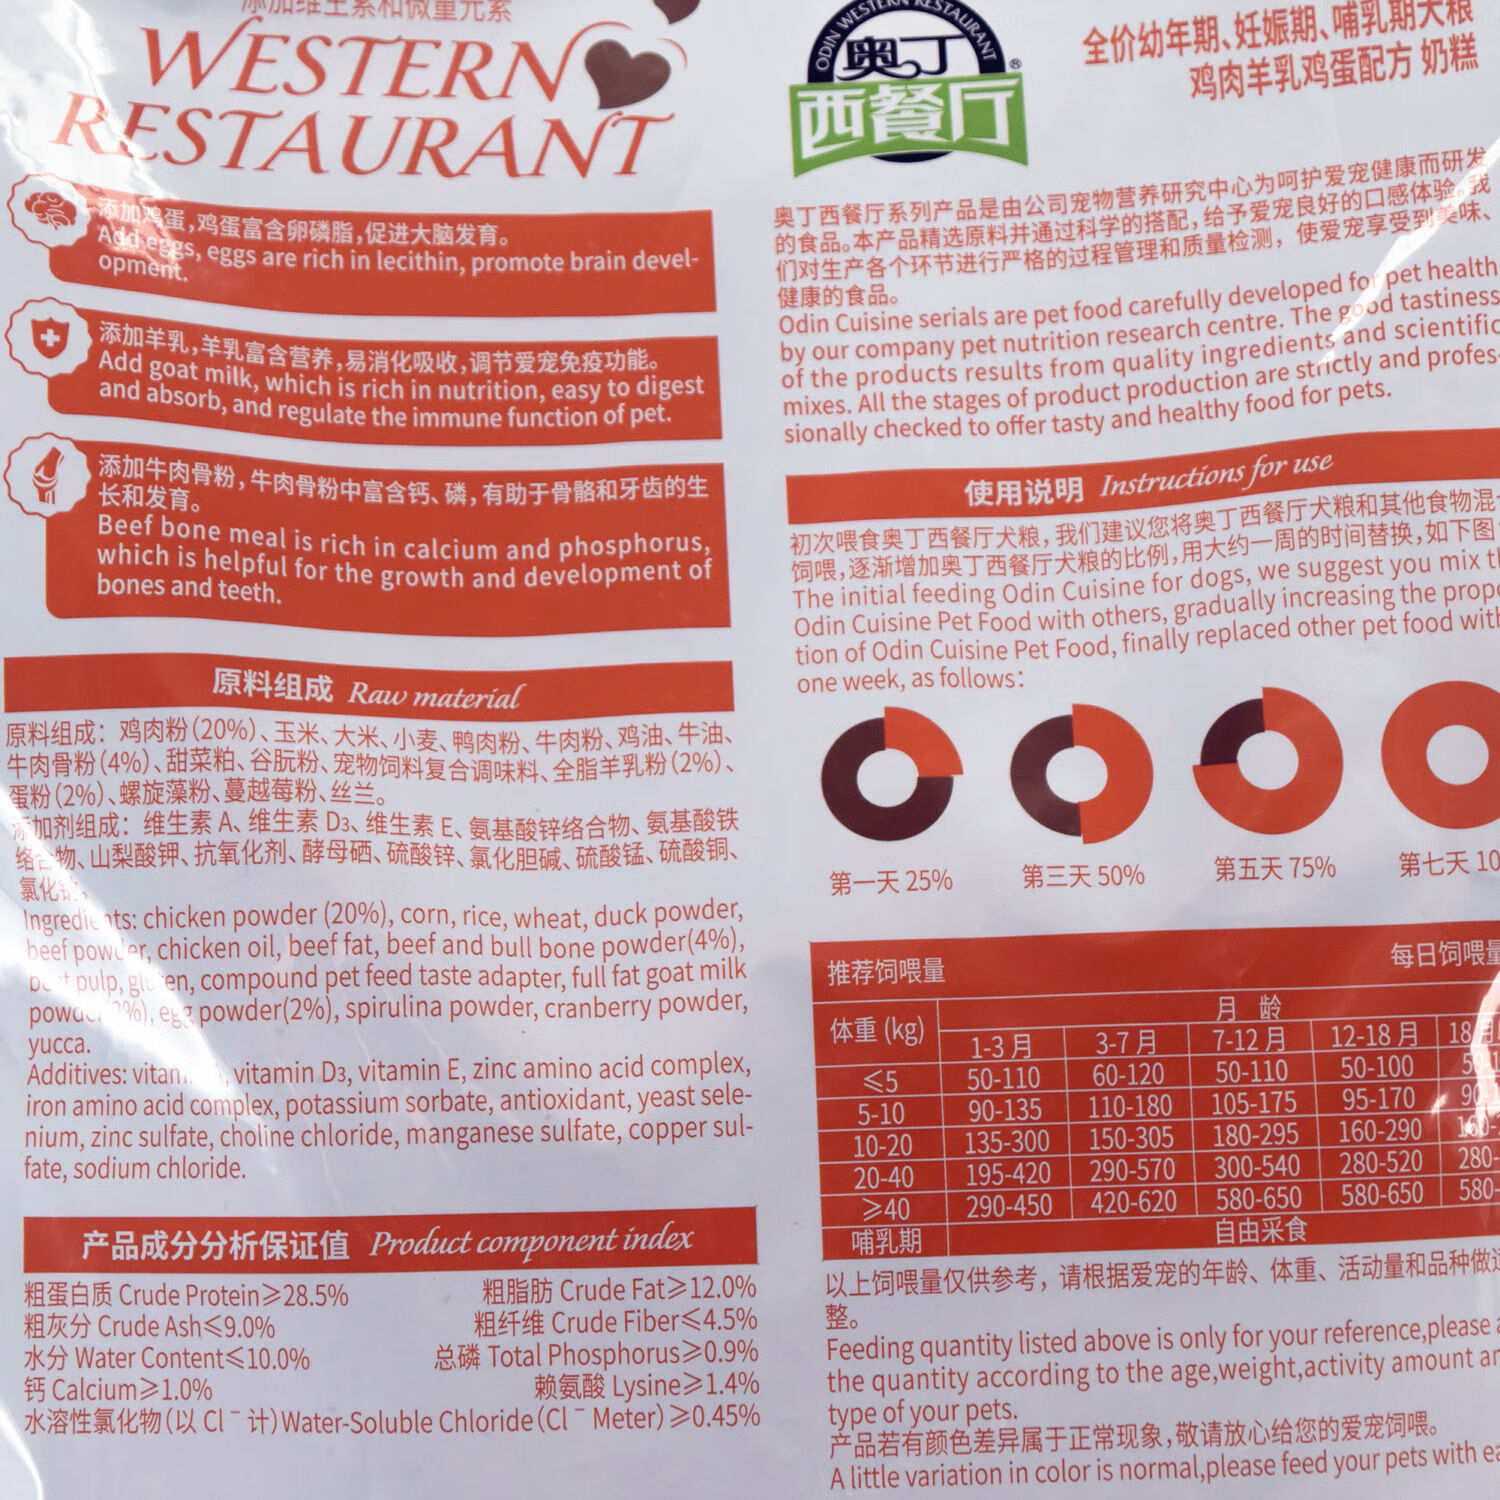 添加维生素和微量元素
WESTERN
RESTAURANT
添加鸡蛋,鸡蛋富含卵磷脂,促进大脑发育。
Add eggs, eggs are rich in lecithin, promote brain devel-
opment.
添加羊乳,羊乳富含营养,易消化吸收,调节爱宠免疫功能。
Add goat milk, which is rich in nutrition, easy to digest
and absorb, and regulate the immune function of pet.
添加牛肉骨粉,牛肉骨粉中富含钙、磷,有助于骨骼和牙齿的生
长和发育。
Beef bone meal is rich in calcium and phosphorus,
which is helpful for the growth and development of
bones and teeth.
原料组成 Raw material
原料组成：鸡肉粉(20%)、玉米、大米、小麦、鸭肉粉、牛肉粉、鸡油、牛油、
牛肉骨粉(4%)、甜菜粕、谷朊粉、宠物饲料复合调味料、全脂羊乳粉(2%)、
蛋粉(2%)、螺旋藻粉、蔓越莓粉、丝兰。
添加剂组成：维生素 A、维生素 D3、维生素 E、氨基酸锌络合物、氨基酸铁
络合物、山梨酸钾、抗氧化剂、酵母硒、硫酸锌、氯化胆碱、硫酸锰、硫酸铜、
氯化
chicken powder (20%), corn, rice, wheat, duck powder,
beef powder, chicken oil, beef fat, beef and bull bone powder(4%),
pulp, compound pet feed taste adapter, full fat goat milk
egg powder(2%), spirulina powder, cranberry powder,
yucca.
Additives: vitamin D3, vitamin E, zinc amino acid complex,
iron amino acid complex, potassium sorbate, antioxidant, yeast sele-
nium, zinc sulfate, choline chloride, manganese sulfate, copper sul-
fate, sodium chloride.
产品成分分析保证值 Product component index
粗蛋白质 Crude Protein≥28.5% 粗脂肪 Crude Fat≥12.0%
粗灰分 Crude Ash≤9.0% 粗纤维 Crude Fiber≤4.5%
水分 Water Content≤10.0% 总磷 Total Phosphorus≥0.9%
钙 Calcium≥1.0% 赖氨酸 Lysine≥1.4%
水溶性氯化物(以 Cl⁻ 计)Water-Soluble Chloride(Cl⁻ Meter)≥0.45%
ODIN WESTERN RESTAURANT
奥丁
西餐厅
®
全价幼年期、妊娠期、哺乳期犬粮
鸡肉羊乳鸡蛋配方 奶糕
奥丁西餐厅系列产品是由公司宠物营养研究中心为呵护爱宠健康而研发
的食品。本产品精选原料并通过科学的搭配,给予爱宠良好的口感体验。我
们对生产各个环节进行严格的过程管理和质量检测，使爱宠享受到美味、
健康的食品。
Odin Cuisine serials are pet food carefully developed for pet health
by our company pet nutrition research centre. The good tastiness
of the products results from quality ingredients and scientific
mixes. All the stages of product production are strictly and profes-
sionally checked to offer tasty and healthy food for pets.
使用说明 Instructions for use
初次喂食奥丁西餐厅犬粮,我们建议您将奥丁西餐厅犬粮和其他食物混
饲喂,逐渐增加奥丁西餐厅犬粮的比例,用大约一周的时间替换,如下图
The initial feeding Odin Cuisine for dogs, we suggest you mix
Odin Cuisine Pet Food with others, gradually increasing the
tion of Odin Cuisine Pet Food, finally replaced other pet food
one week, as follows:
第一天 25% 第三天 50% 第五天 75% 第七天 10
推荐饲喂量 每日饲喂量
体重 (kg) 月 龄
1-3 月 3-7 月 7-12 月 12-18 月 18
≤5 50-110 60-120 50-110 50-100
5-10 90-135 110-180 105-175 95-170
10-20 135-300 150-305 180-295 160-290
20-40 195-420 290-570 300-540 280-520 280-
≥40 290-450 420-620 580-650 580-650 580-
哺乳期 自由采食
以上饲喂量仅供参考，请根据爱宠的年龄、体重、活动量和品种做
整。
Feeding quantity listed above is only for your reference,please
the quantity according to the age,weight,activity amount
type of your pets.
产品若有颜色差异属于正常现象,敬请放心给您的爱宠饲喂。
A little variation in color is normal,please feed your pets with